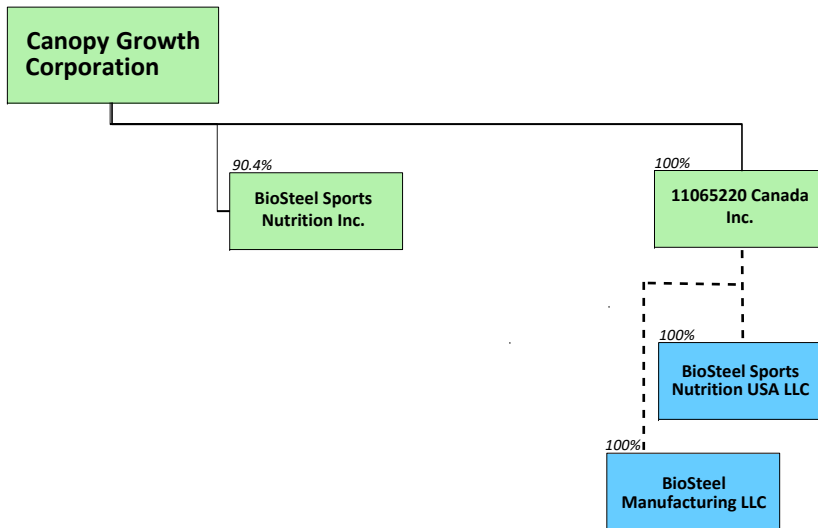 Canopy Growth
Corporation
90.4%
BioSteel Sports
Nutrition Inc.
100%
11065220 Canada
Inc.
100%
BioSteel Sports
Nutrition USA LLC
100%
BioSteel
Manufacturing LLC